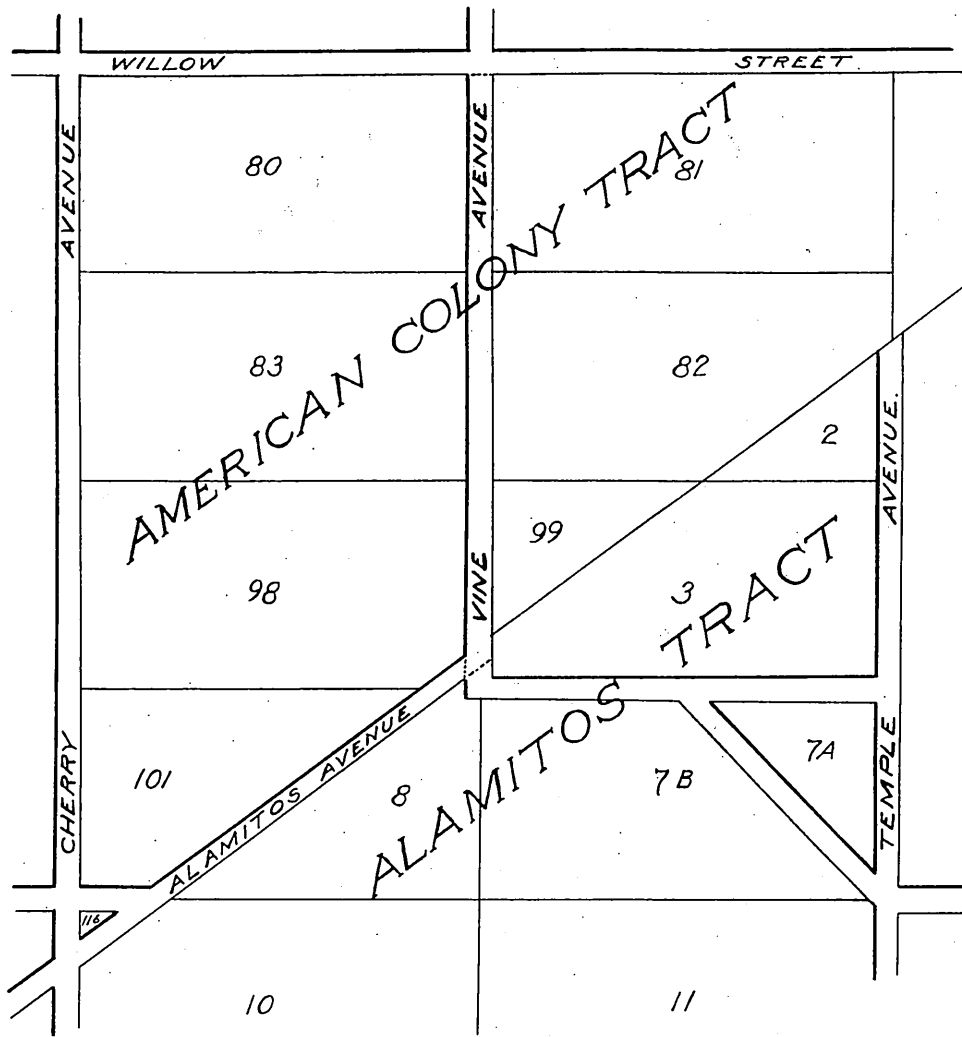 WILLOW STREET.
AVENUE
AVENUE
80
81
AMERICAN COLONY TRACT
83
82
2
AVENUE.
99
98
VINE
3
ALAMITOS TRACT
ALAMITOS AVENUE
101
8
7B
7A
CHERRY
TEMPLE
116
10
11